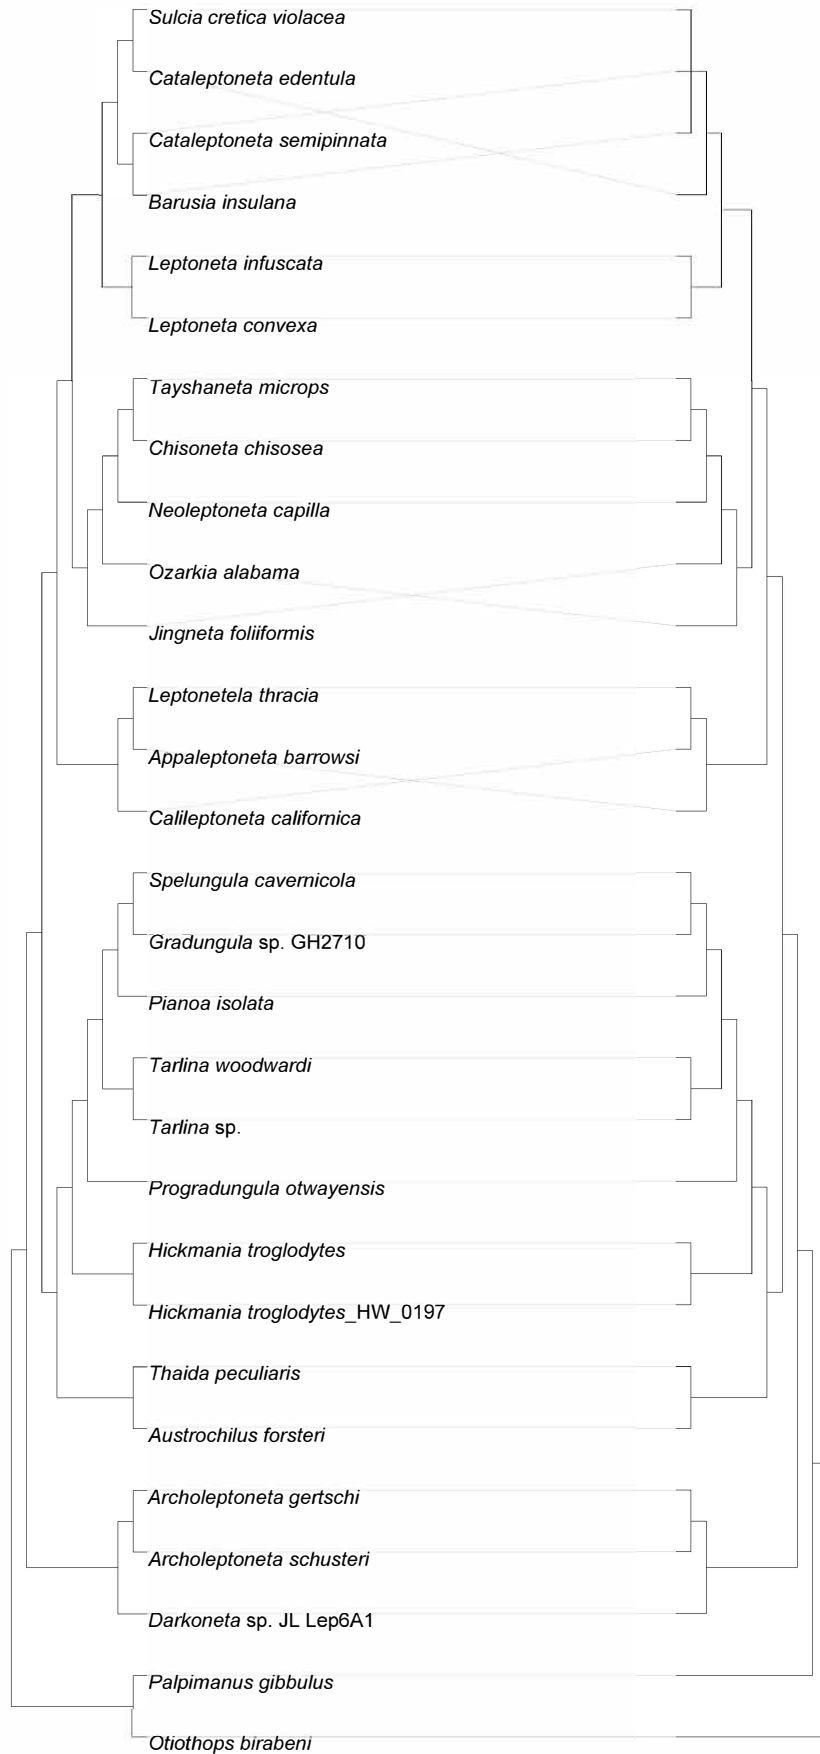 Sulcia cretica violacea
Cataleptoneta edentula
Cataleptoneta semipinnata
Barusia insulana
Leptoneta infuscata
Leptoneta convexa
Tayshaneta microps
Chisoneta chisosea
Neoleptoneta capilla
Ozarkia alabama
Jingneta foliiformis
Leptonetela thracia
Appaleptoneta barrowsi
Calileptoneta californica
Spelungula cavernicola
Gradungula sp. GH2710
Pianoa isolata
Tarlina woodwardi
Tarlina sp.
Progradungula otwayensis
Hickmania troglodytes
Hickmania troglodytes_HW_0197
Thaida peculiaris
Austrochilus forsteri
Archoleptoneta gertschi
Archoleptoneta schusteri
Darkoneta sp. JL Lep6A1
Palpimanus gibbulus
Otiothops birabeni